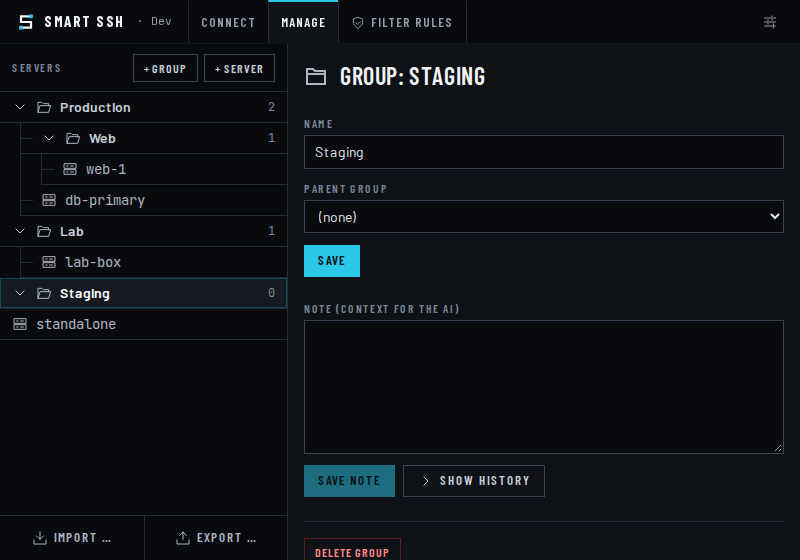 SMART SSH · Dev CONNECT MANAGE FILTER RULES
SERVERS + GROUP + SERVER
Production 2
Web 1
web-1
db-primary
Lab 1
lab-box
Staging 0
standalone
IMPORT ... EXPORT ...
GROUP: STAGING
NAME
Staging
PARENT GROUP
(none)
SAVE
NOTE (CONTEXT FOR THE AI)
SAVE NOTE SHOW HISTORY
DELETE GROUP